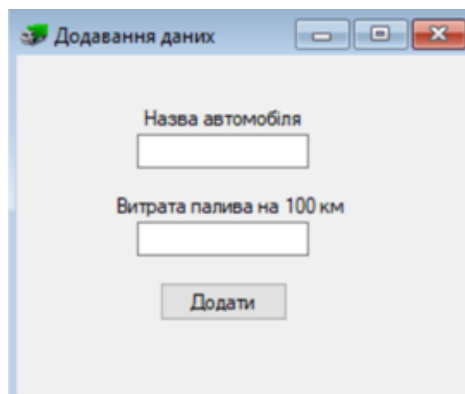 Додавання даних
Назва автомобіля
Витрата палива на 100 км
Додати